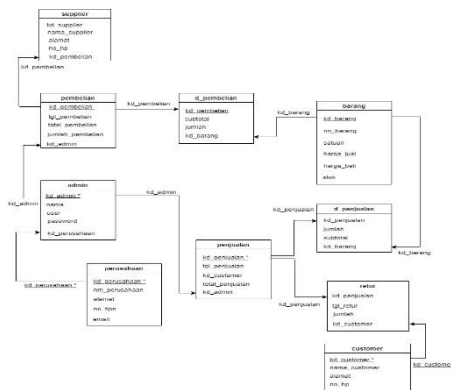 supplier
kd_supplier
nama_supplier
alamat
no_hp
kd_pembelian
kd_pembelian
pembelian
kd_pembelian
tgl_pembelian
total_pembelian
jumlah_pembelian
kd_admin
kd_pembelian
d_pembelian
kd_pembelian
subtotal
jumlah
kd_barang
kd_barang
barang
kd_barang
nm_barang
satuan
harga_jual
harga_beli
stok
kd_admin
admin
kd_admin *
nama
user
password
kd_perusahaan
kd_admin
kd_penjualan
d_penjualan
kd_penjualan
jumlah
subtotal
kd_barang
kd_barang
penjualan
kd_penjualan *
tgl_penjualan
kd_customer
total_penjualan
kd_admin
kd_perusahaan *
perusahaan
kd_perusahaan *
nm_perusahaan
alamat
no_tlpn
email
kd_penjualan
retur
kd_penjualan
tgl_retur
jumlah
kd_customer
customer
kd_customer *
nama_customer
alamat
no_hp
kd_customer